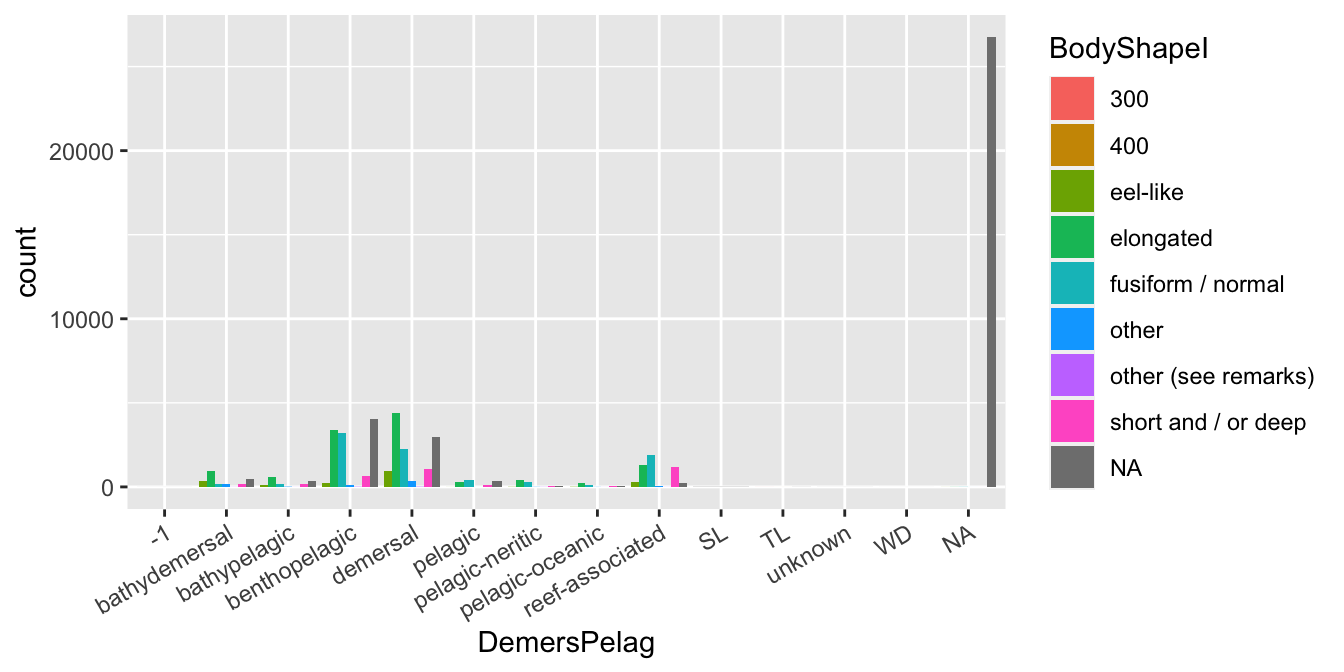 BodyShapeI
300
400
eel-like
elongated
fusiform / normal
other
other (see remarks)
short and / or deep
NA
count
20000
10000
0
-1
bathydemersal
bathypelagic
benthopelagic
demersal
pelagic
pelagic-neritic
pelagic-oceanic
reef-associated
SL
TL
unknown
WD
NA
DemersPelag